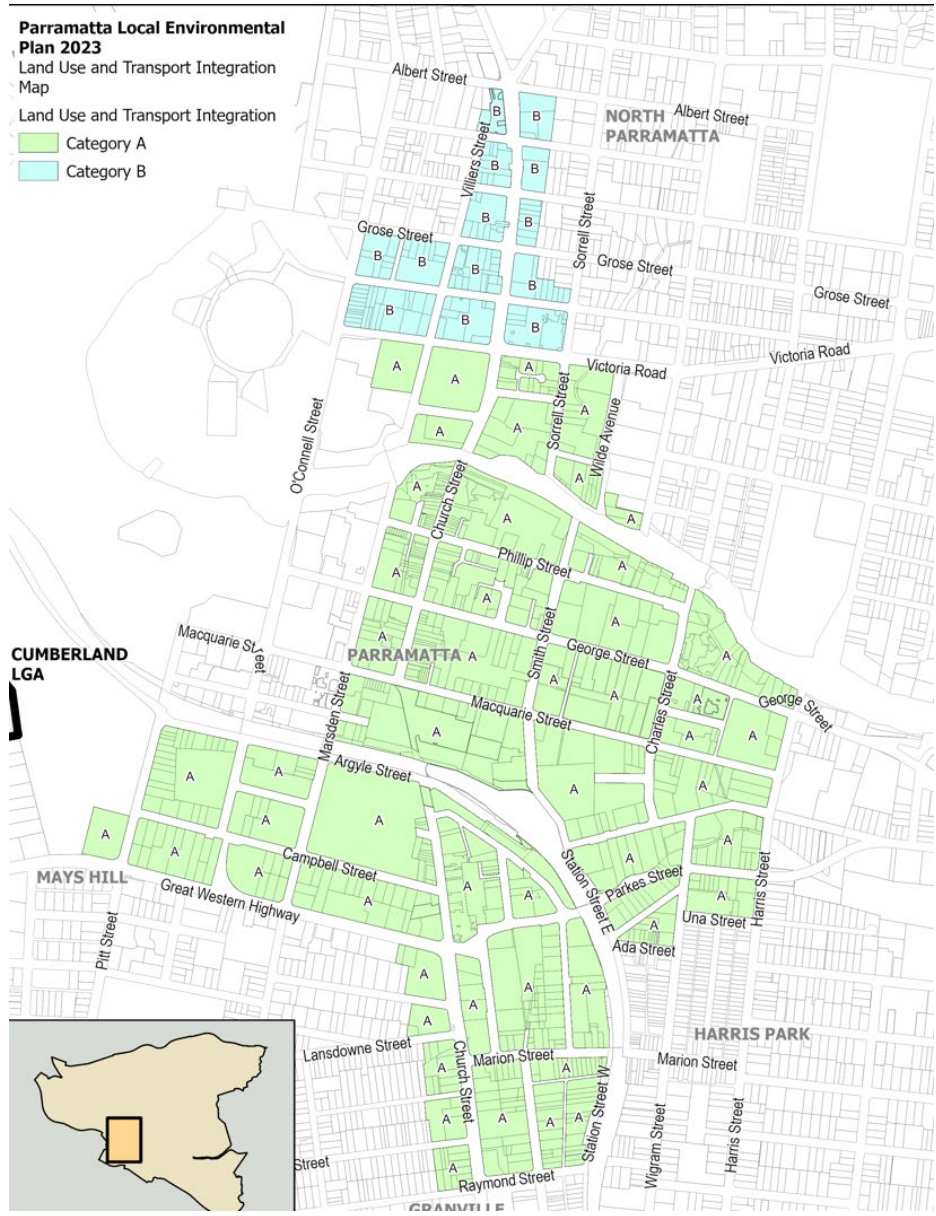 Parramatta Local Environmental
Plan 2023
Land Use and Transport Integration
Map
Land Use and Transport Integration
Category A
Category B
Albert Street
NORTH
PARRAMATTA
Albert Street
B
B
Villiers Street
B
B
B
B
Sorrell Street
Grose Street
B
B
B
B
Grose Street
Grose Street
B
B
B
Victoria Road
Victoria Road
A
A
A
A
A
A
Sorrell Street
Wilde Avenue
O'Connell Street
A
A
Church Street
A
A
Phillip Street
A
A
A
A
Smith Street
George Street
A
Macquarie Street
CUMBERLAND
LGA
PARRAMATTA
A
A
A
A
A
A
George Street
Marsden Street
Macquarie Street
Charles Street
A
A
A
Argyle Street
A
A
A
A
A
A
A
A
A
A
MAYS HILL
Campbell Street
Great Western Highway
A
A
A
A
A
Station Street E
Parkes Street
A
Una Street
Harris Street
A
Ada Street
Pitt Street
A
A
A
A
A
HARRIS PARK
Lansdowne Street
Marion Street
Marion Street
A
A
Church Street
A
A
A
A
A
Station Street W
Wigram Street
Harris Street
Street
Raymond Street
GRANVILLE